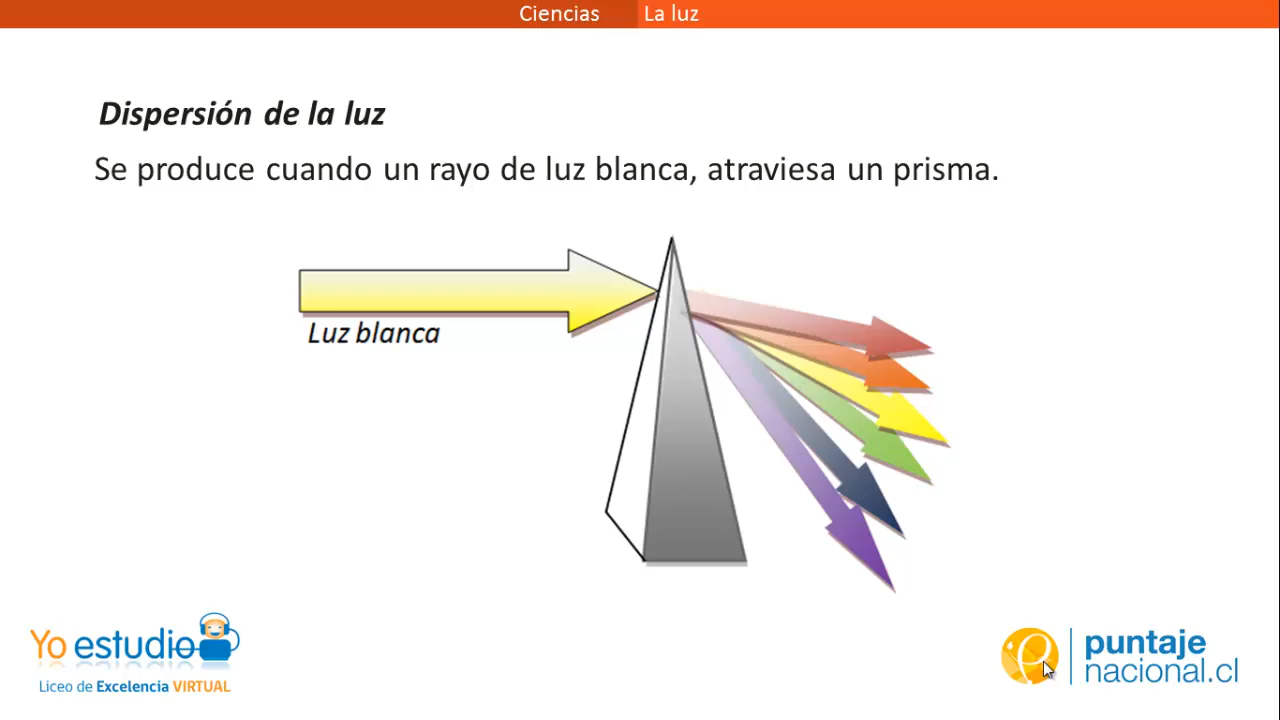 Ciencias La luz
Dispersión de la luz
Se produce cuando un rayo de luz blanca, atraviesa un prisma.
Luz blanca
Yo estudio
Liceo de Excelencia VIRTUAL
puntaje
nacional.cl